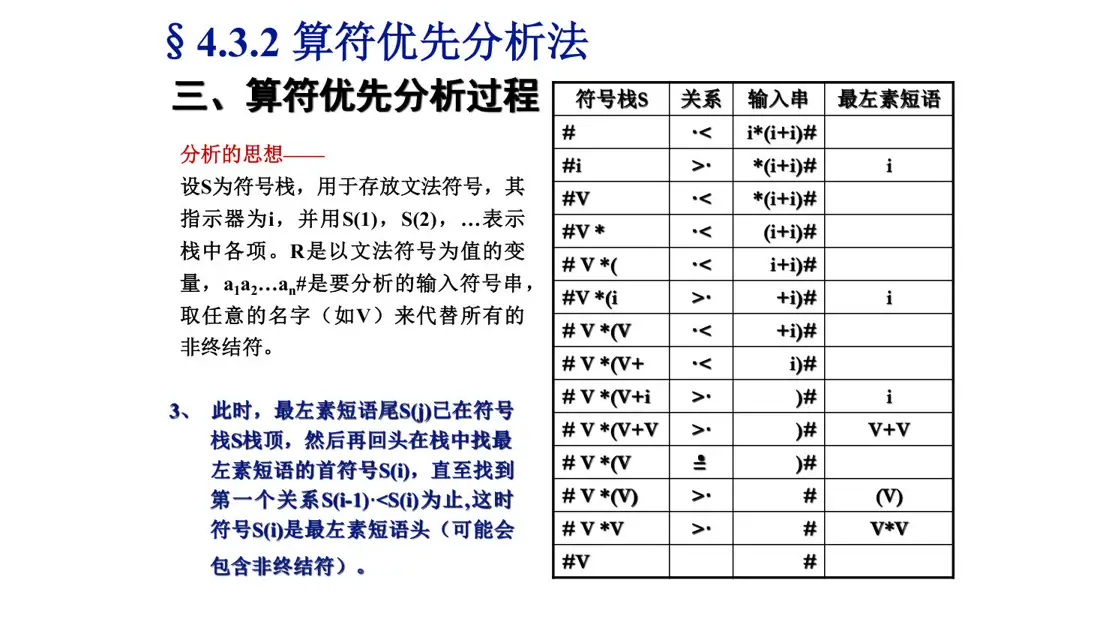 § 4.3.2 算符优先分析法
三、算符优先分析过程
分析的思想——
设S为符号栈，用于存放文法符号，其
指示器为i，并用S(1)，S(2)，…表示
栈中各项。R是以文法符号为值的变
量，a1a2…an#是要分析的输入符号串，
取任意的名字（如V）来代替所有的
非终结符。
3、 此时，最左素短语尾S(j)已在符号
栈S栈顶，然后再回头在栈中找最
左素短语的首符号S(i)，直至找到
第一个关系S(i-1)·<S(i)为止,这时
符号S(i)是最左素短语头（可能会
包含非终结符）。
符号栈S 关系 输入串 最左素短语
# ·< i*(i+i)#
#i >· *(i+i)# i
#V ·< *(i+i)#
#V * ·< (i+i)#
# V *( ·< i+i)#
#V *(i >· +i)# i
# V *(V ·< +i)#
# V *(V+ ·< i)#
# V *(V+i >· )# i
# V *(V+V >· )# V+V
# V *(V ≐ )#
# V *(V) >· # (V)
# V *V >· # V*V
#V #